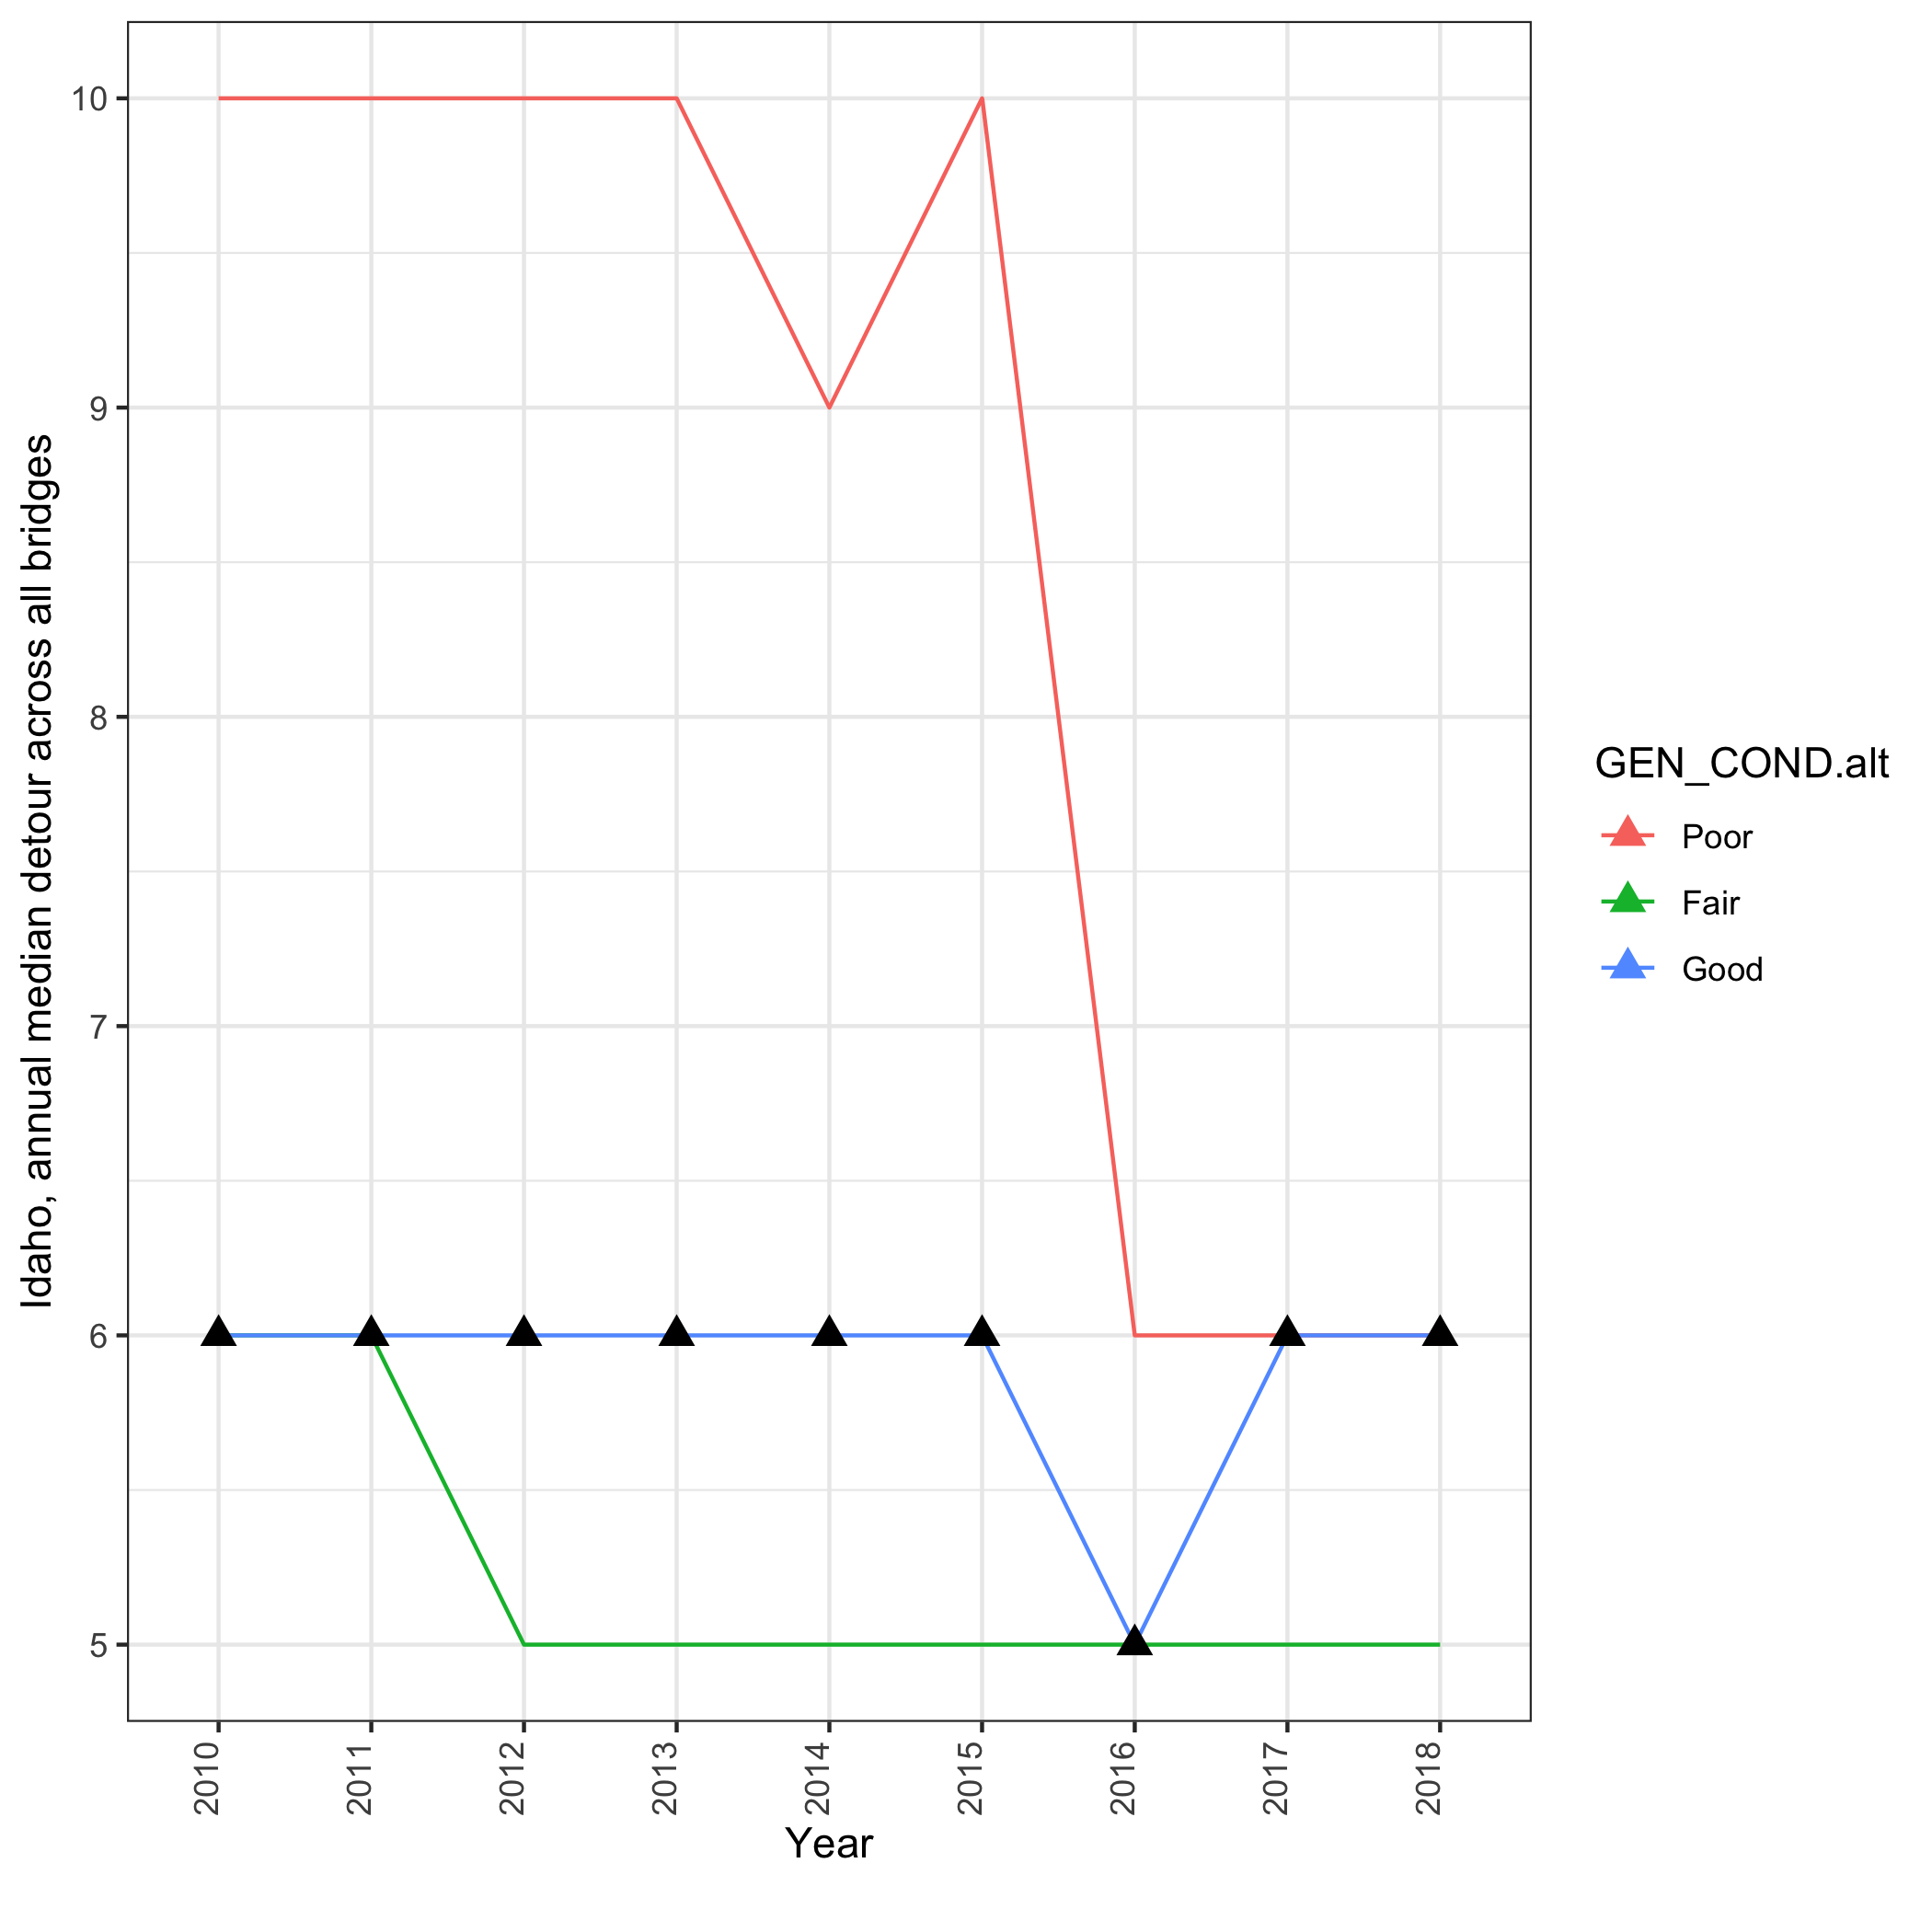 Idaho, annual median detour across all bridges
10
9
8
7
6
5
2010
2011
2012
2013
2014
2015
2016
2017
2018
Year
GEN_COND.alt
Poor
Fair
Good